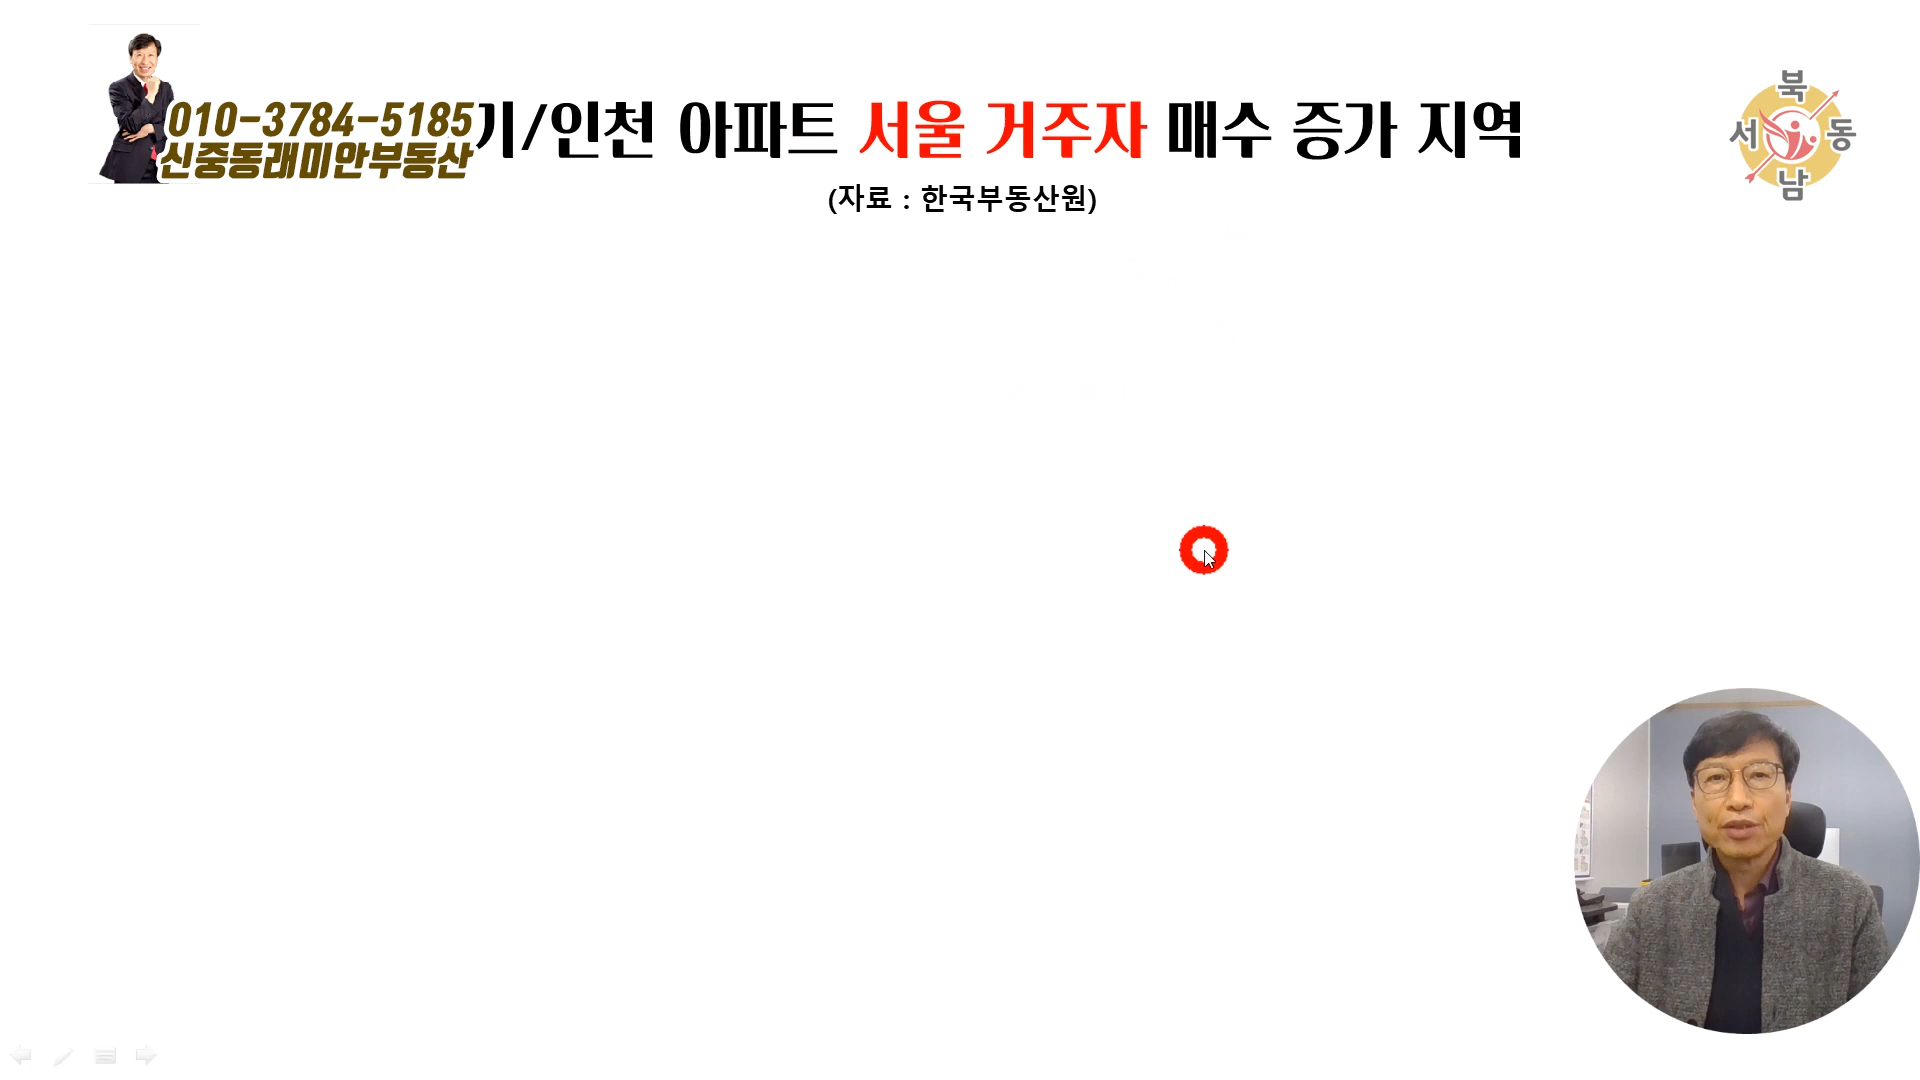 010-3784-5185
신중동래미안부동산
기/인천 아파트 서울 거주자 매수 증가 지역
(자료 : 한국부동산원)
북
서 동
남